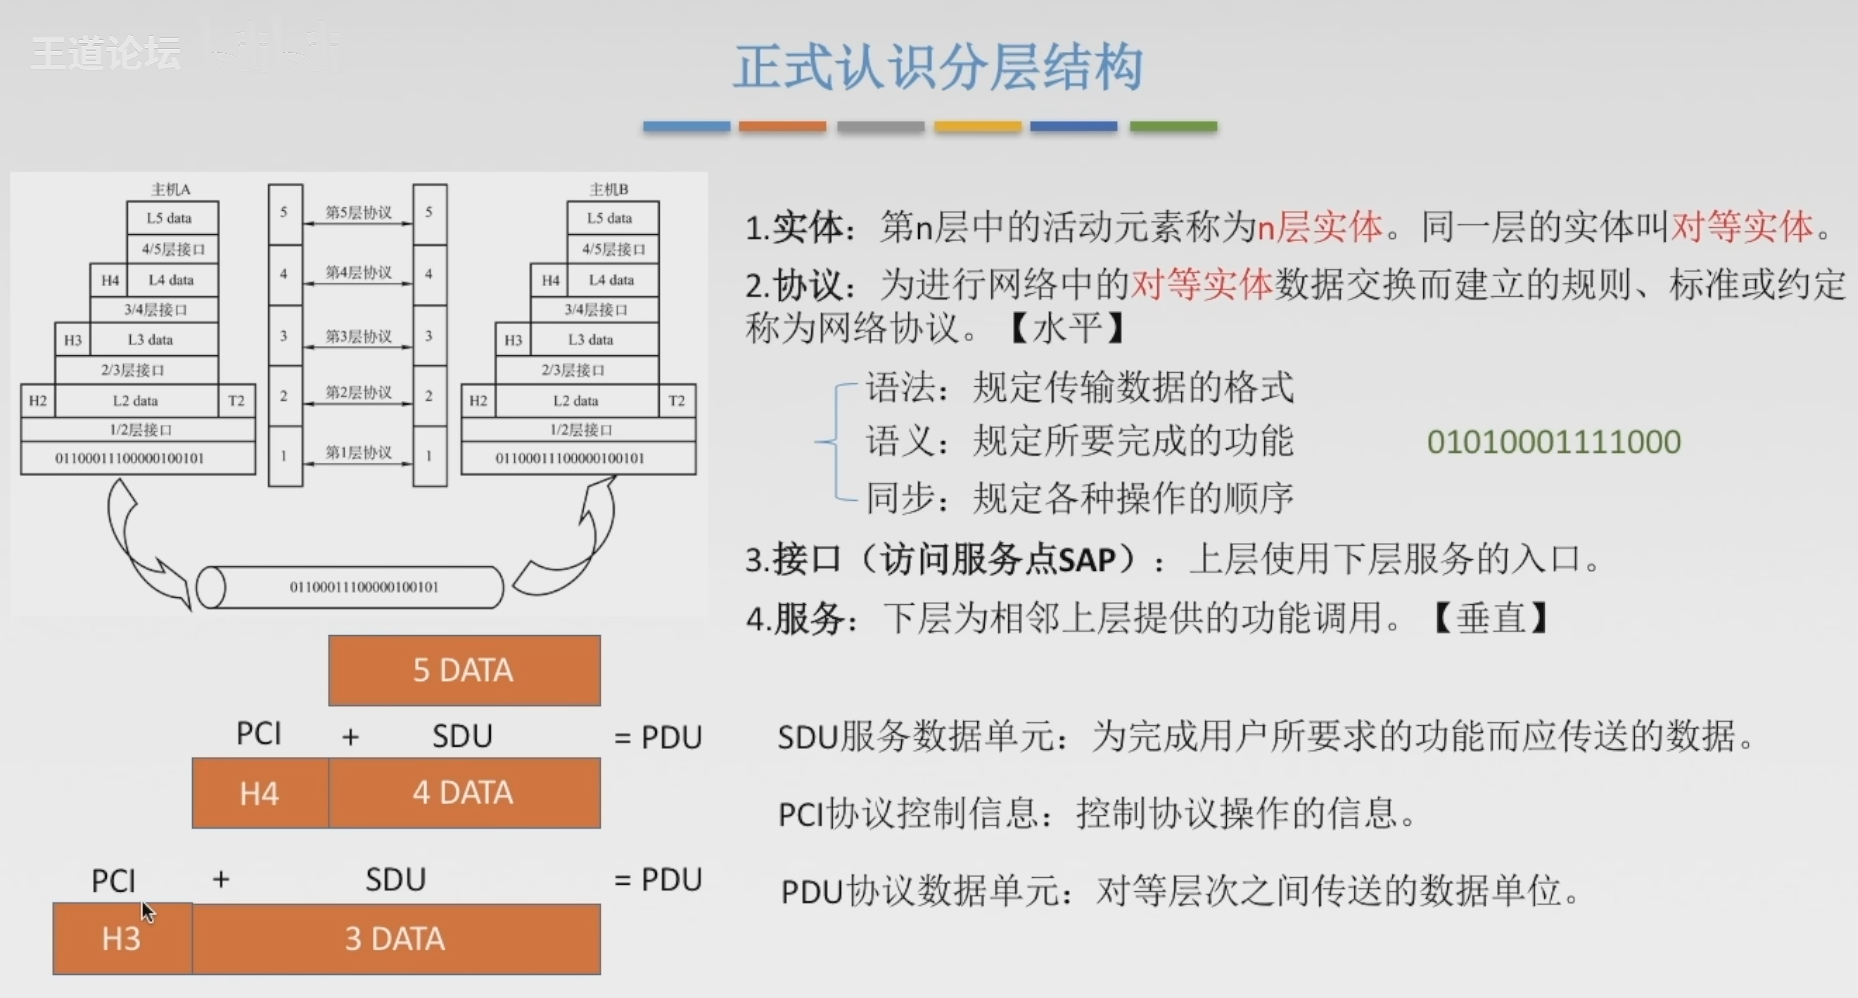 王道论坛
正式认识分层结构
主机A
L5 data
4/5层接口
H4 L4 data
3/4层接口
H3 L3 data
2/3层接口
H2 L2 data T2
1/2层接口
01100011100000100101
5 第5层协议 5
4 第4层协议 4
3 第3层协议 3
2 第2层协议 2
1 第1层协议 1
主机B
L5 data
4/5层接口
H4 L4 data
3/4层接口
H3 L3 data
2/3层接口
H2 L2 data T2
1/2层接口
01100011100000100101
01100011100000100101
5 DATA
PCI + SDU = PDU
H4 4 DATA
PCI + SDU = PDU
H3 3 DATA
1.实体：第n层中的活动元素称为n层实体。同一层的实体叫对等实体。
2.协议：为进行网络中的对等实体数据交换而建立的规则、标准或约定
称为网络协议。【水平】
语法：规定传输数据的格式
语义：规定所要完成的功能
01010001111000
同步：规定各种操作的顺序
3.接口（访问服务点SAP）：上层使用下层服务的入口。
4.服务：下层为相邻上层提供的功能调用。【垂直】
SDU服务数据单元：为完成用户所要求的功能而应传送的数据。
PCI协议控制信息：控制协议操作的信息。
PDU协议数据单元：对等层次之间传送的数据单位。